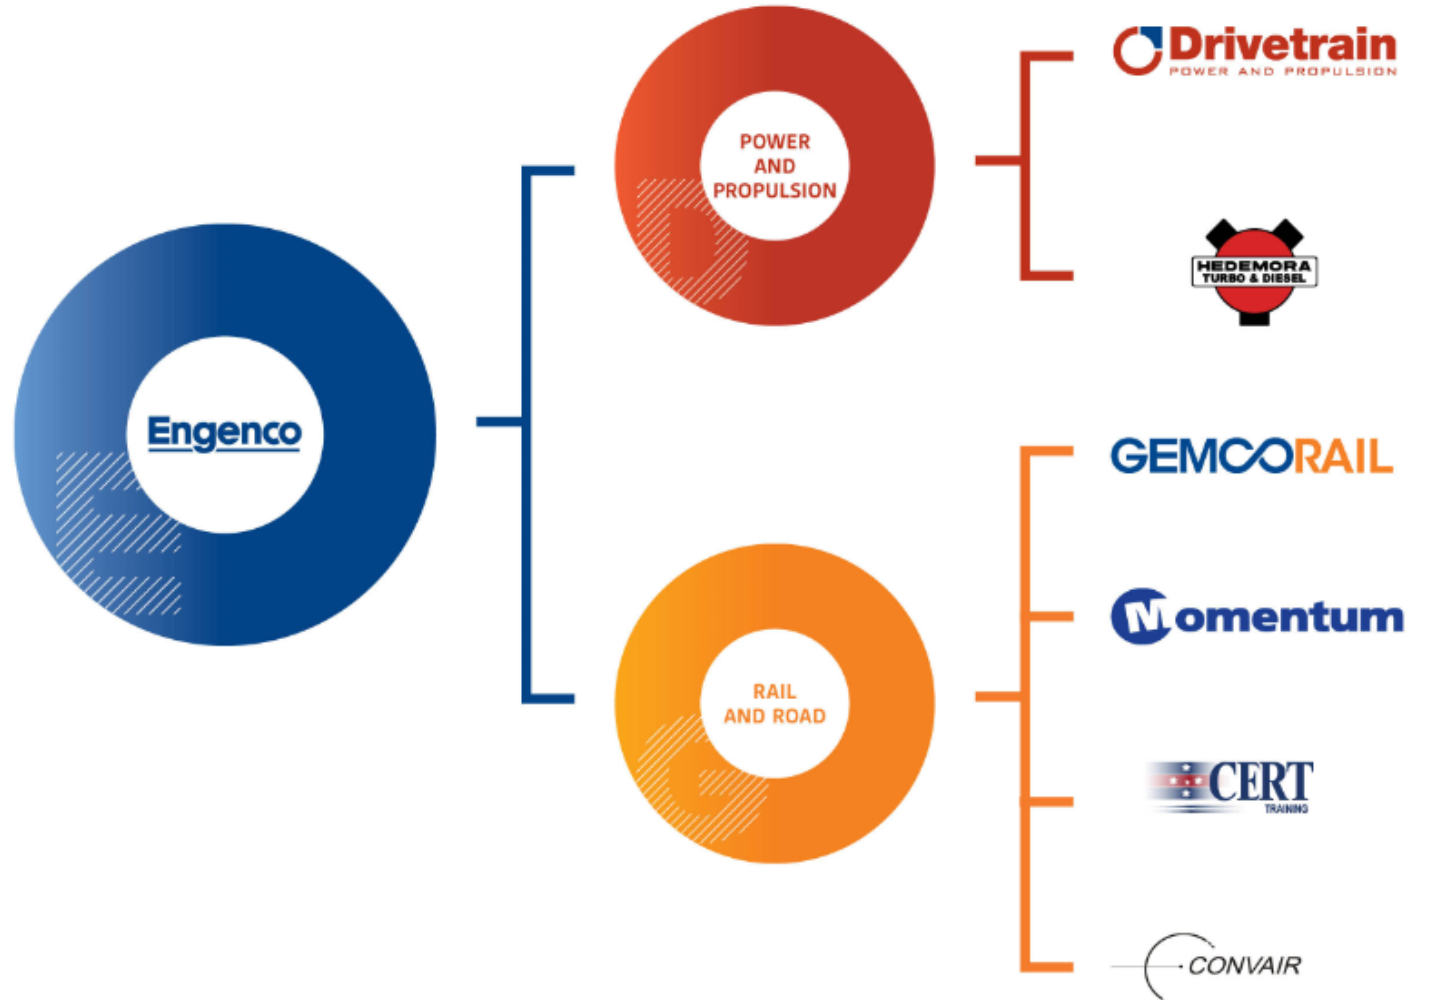 Engenco
POWER
AND
PROPULSION
Drivetrain
POWER AND PROPULSION
HEDEMORA
TURBO & DIESEL
RAIL
AND ROAD
GEMCORAIL
Momentum
CERT
TRAINING
CONVAIR